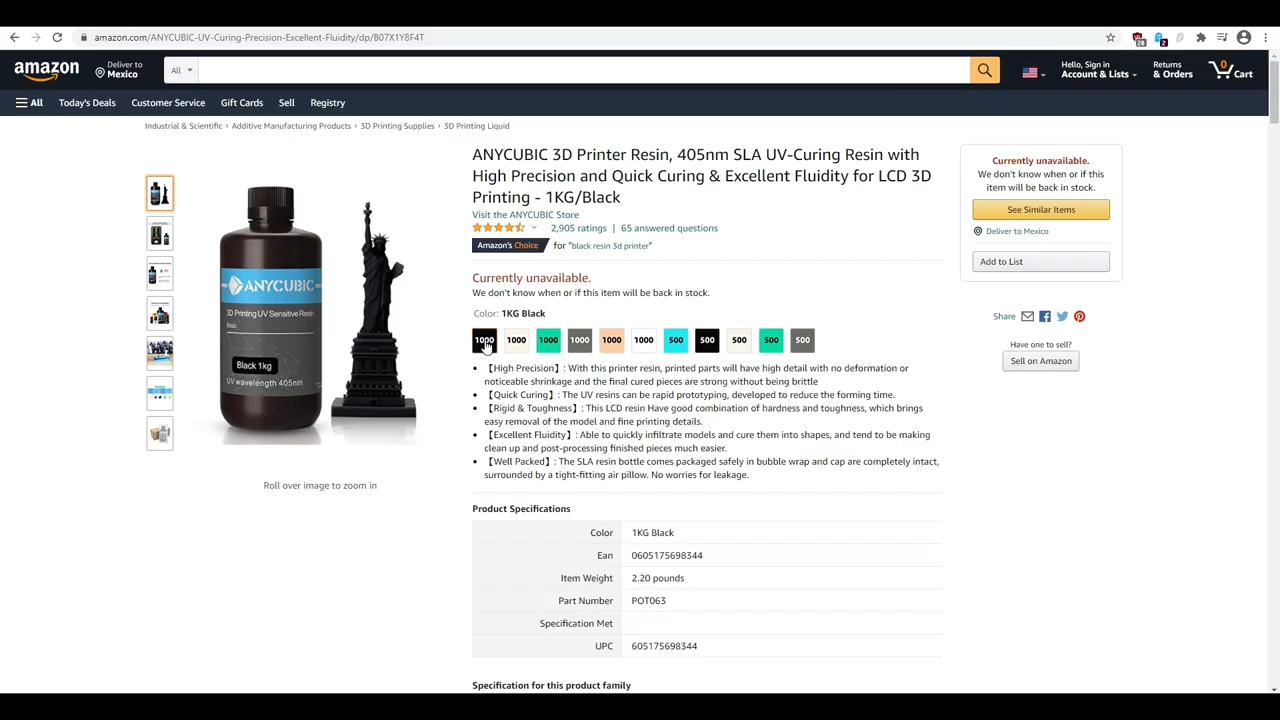 amazon.com/ANYCUBIC-UV-Curing-Precision-Excellent-Fluidity/dp/B07X1Y8F4T
28
2
amazon
Deliver to
Mexico
All
Hello, Sign in
Account & Lists
Returns
& Orders
0
Cart
All
Today's Deals
Customer Service
Gift Cards
Sell
Registry
Industrial & Scientific › Additive Manufacturing Products › 3D Printing Supplies › 3D Printing Liquid
ANYCUBIC 3D Printer Resin, 405nm SLA UV-Curing Resin with
High Precision and Quick Curing & Excellent Fluidity for LCD 3D
Printing - 1KG/Black
Visit the ANYCUBIC Store
2,905 ratings | 65 answered questions
Amazon's Choice for "black resin 3d printer"
Currently unavailable.
We don't know when or if this item will be back in stock.
Color: 1KG Black
1000 1000 1000 1000 1000 1000 500 500 500 500 500
• 【High Precision】: With this printer resin, printed parts will have high detail with no deformation or
noticeable shrinkage and the final cured pieces are strong without being brittle
• 【Quick Curing】: The UV resins can be rapid prototyping, developed to reduce the forming time.
• 【Rigid & Toughness】: This LCD resin Have good combination of hardness and toughness, which brings
easy removal of the model and fine printing details.
• 【Excellent Fluidity】: Able to quickly infiltrate models and cure them into shapes, and tend to be making
clean up and post-processing finished pieces much easier.
• 【Well Packed】: The SLA resin bottle comes packaged safely in bubble wrap and cap are completely intact,
surrounded by a tight-fitting air pillow. No worries for leakage.
Product Specifications
Color 1KG Black
Ean 0605175698344
Item Weight 2.20 pounds
Part Number POT063
Specification Met
UPC 605175698344
Specification for this product family
ANYCUBIC
3D Printing UV Sensitive Resin
Basic
Black 1kg
UV wavelength 405nm
Roll over image to zoom in
Currently unavailable.
We don't know when or if this
item will be back in stock.
See Similar Items
Deliver to Mexico
Add to List
Share
Have one to sell?
Sell on Amazon